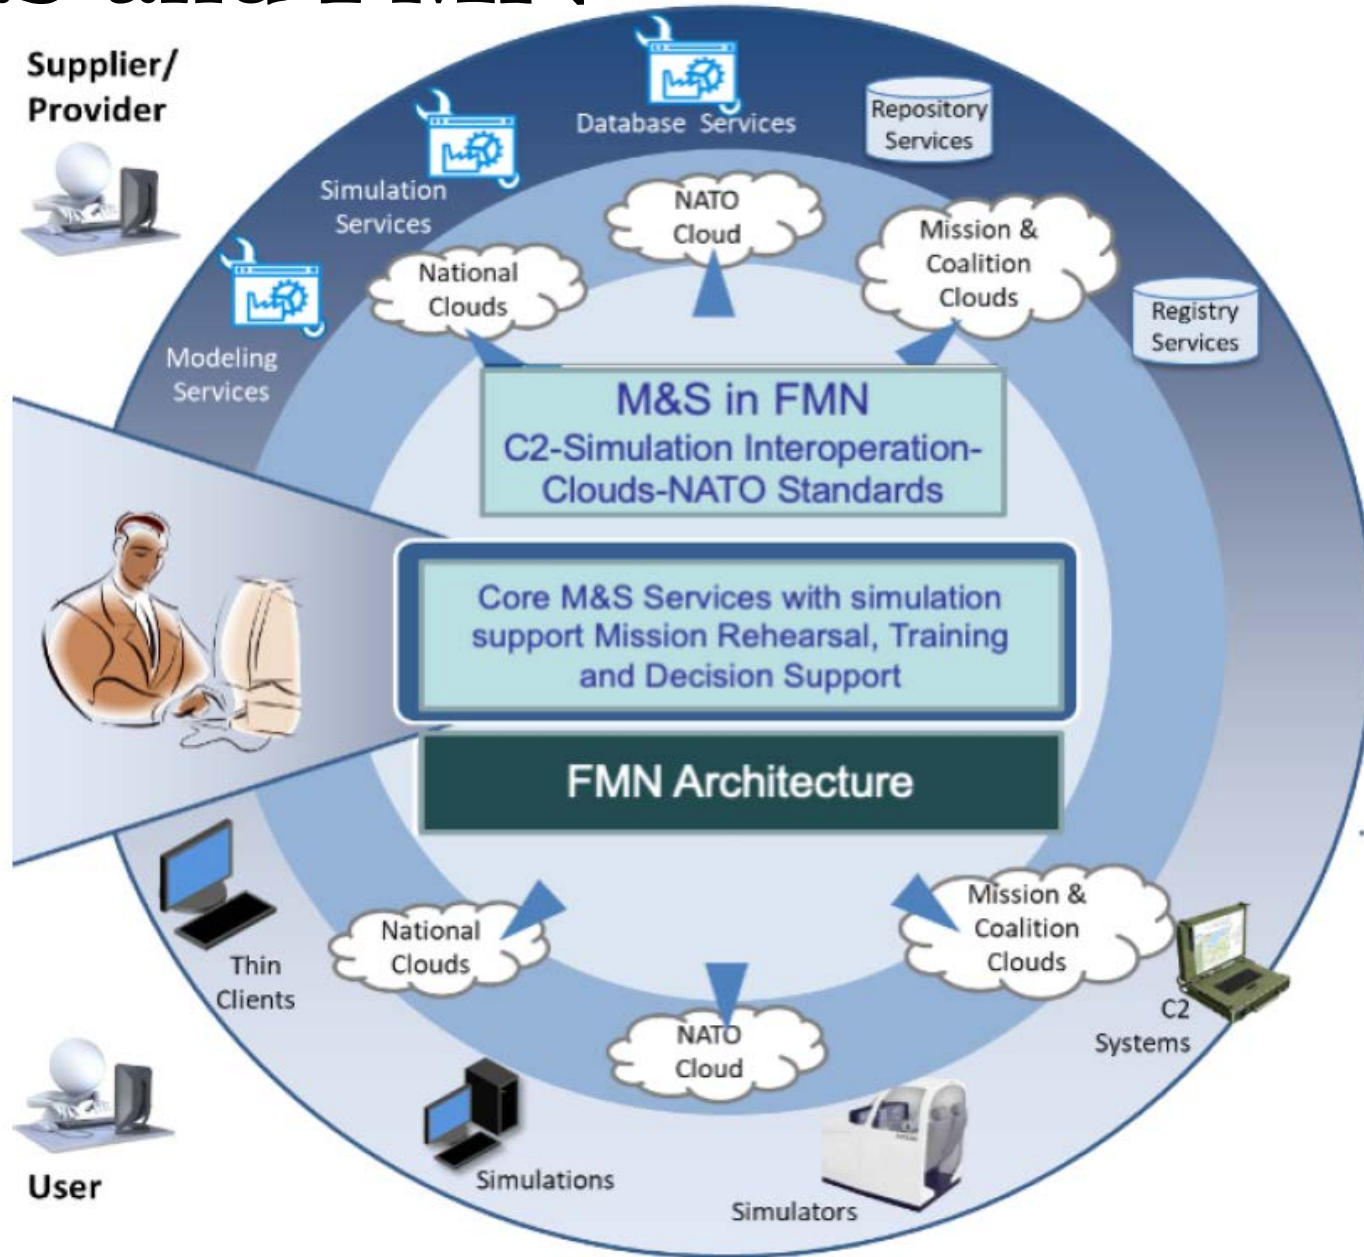 and FMN
Supplier/
Provider
Database Services
Repository
Services
Simulation
Services
NATO
Cloud
Mission &
Coalition
Clouds
National
Clouds
Registry
Services
Modeling
Services
M&S in FMN
C2-Simulation Interoperation-
Clouds-NATO Standards
Core M&S Services with simulation
support Mission Rehearsal, Training
and Decision Support
FMN Architecture
Thin
Clients
National
Clouds
Mission &
Coalition
Clouds
C2
Systems
NATO
Cloud
User
Simulations
Simulators